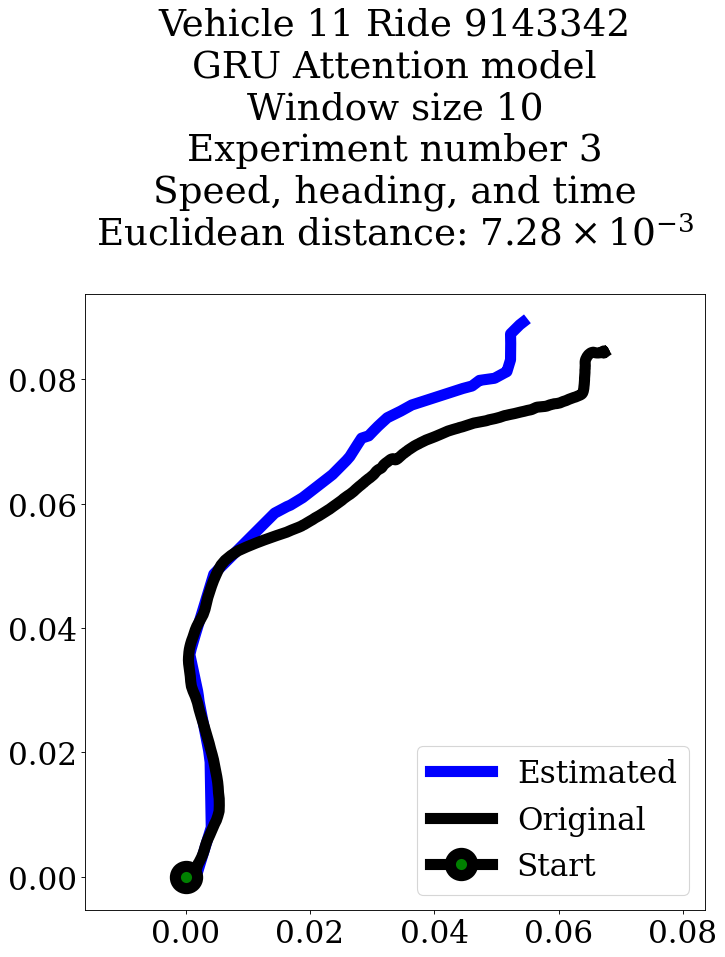 Vehicle 11 Ride 9143342
GRU Attention model
Window size 10
Experiment number 3
Speed, heading, and time
Euclidean distance: 7.28 × 10⁻³
0.08
0.06
0.04
0.02
0.00
Estimated
Original
Start
0.00 0.02 0.04 0.06 0.08